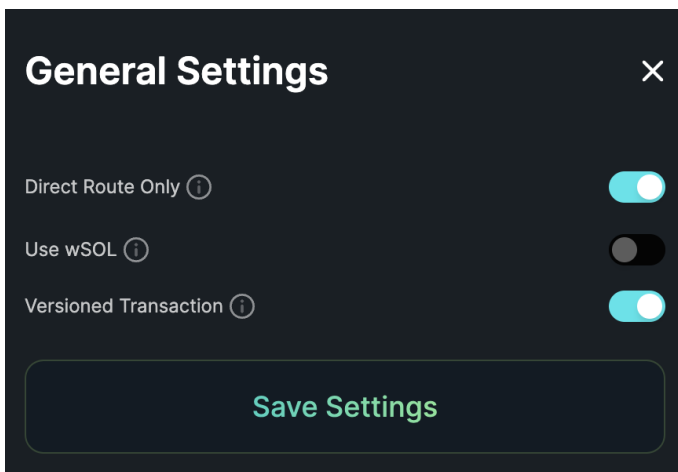 General Settings
Direct Route Only
Use wSOL
Versioned Transaction
Save Settings